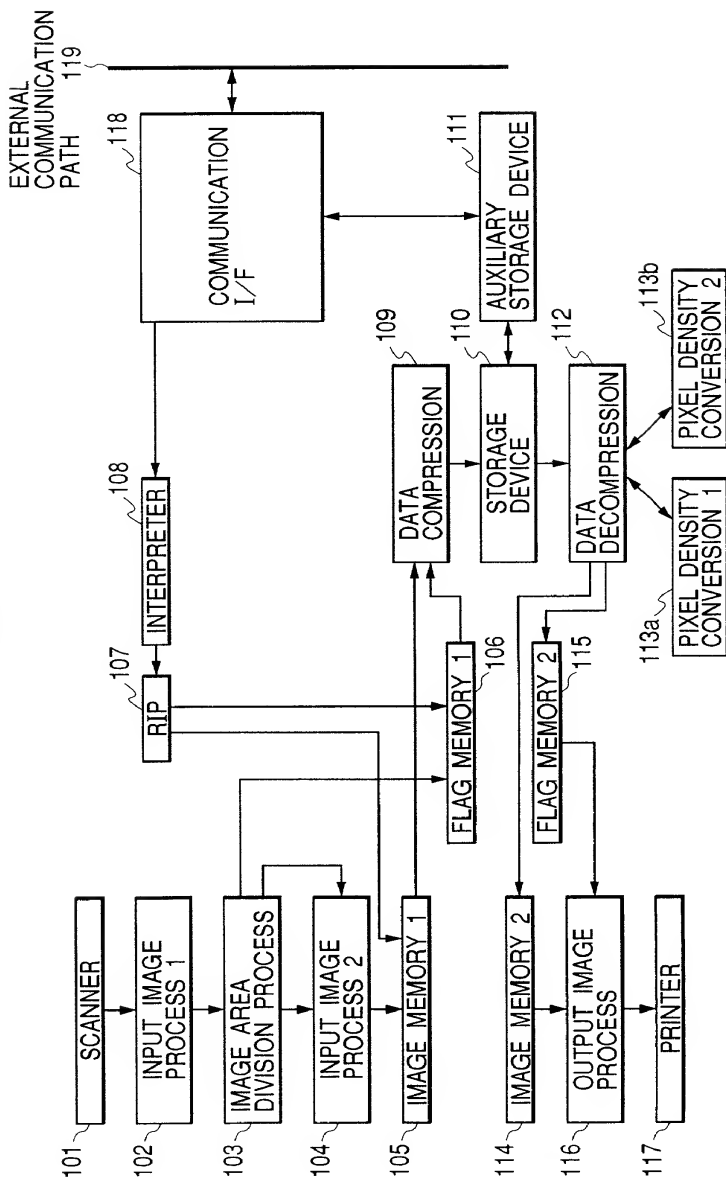 EXTERNAL
COMMUNICATION
PATH
119
118
COMMUNICATION
I/F
108
INTERPRETER
107
RIP
101
SCANNER
102
INPUT IMAGE
PROCESS 1
103
IMAGE AREA
DIVISION PROCESS
104
INPUT IMAGE
PROCESS 2
105
IMAGE MEMORY 1
106
FLAG MEMORY 1
109
DATA
COMPRESSION
110
STORAGE
DEVICE
111
AUXILIARY
STORAGE DEVICE
112
DATA
DECOMPRESSION
113a
PIXEL DENSITY
CONVERSION 1
113b
PIXEL DENSITY
CONVERSION 2
114
IMAGE MEMORY 2
115
FLAG MEMORY 2
116
OUTPUT IMAGE
PROCESS
117
PRINTER